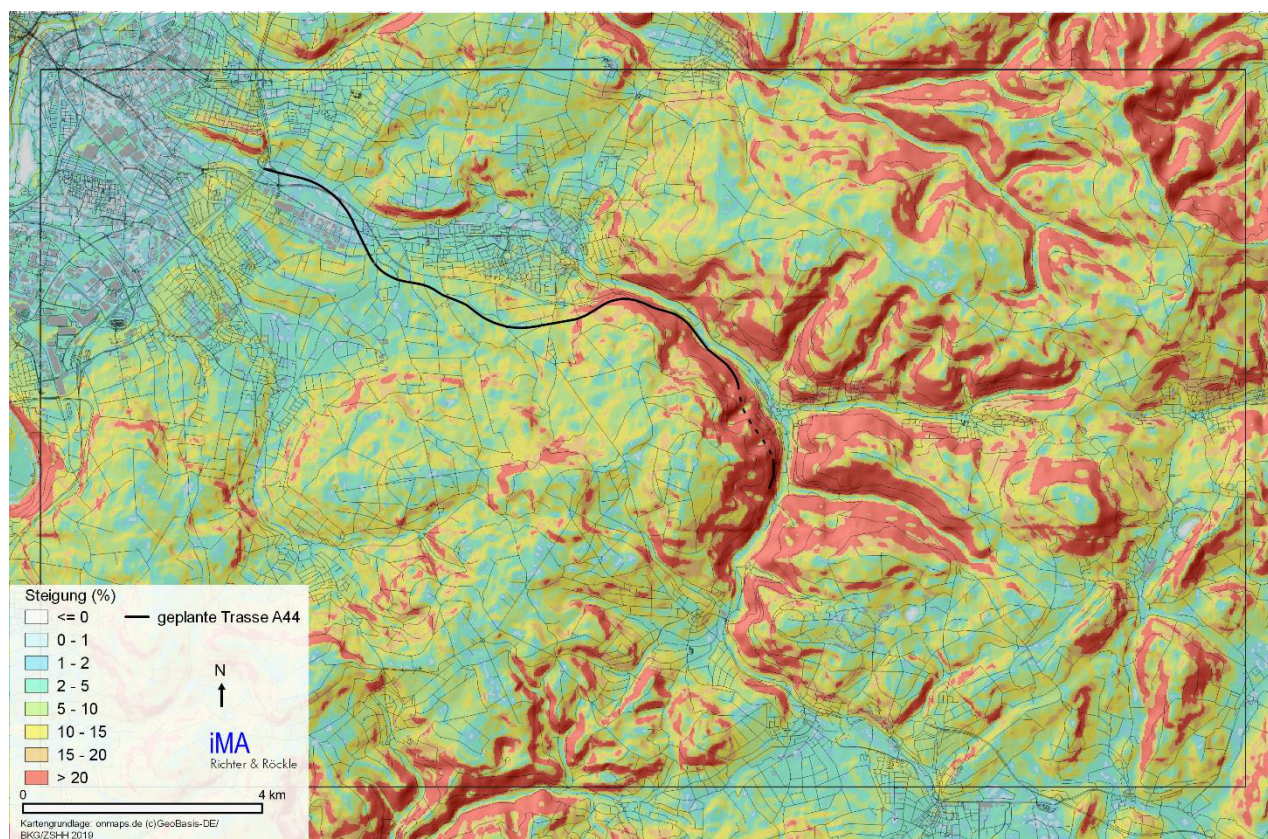 Steigung (%)
<= 0
0 - 1
1 - 2
2 - 5
5 - 10
10 - 15
15 - 20
> 20
geplante Trasse A44
N
iMA
Richter & Röckle
0 4 km
Kartengrundlage: onmaps.de (c)GeoBasis-DE/
BKG/ZSHH 2019